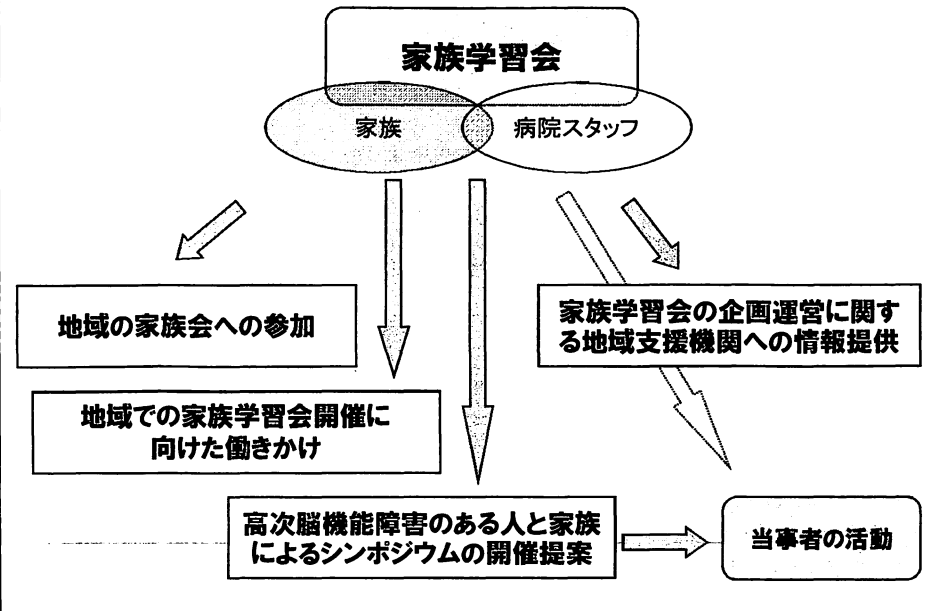 家族学習会
家族
病院スタッフ
地域の家族会への参加
家族学習会の企画運営に関す
る地域支援機関への情報提供
地域での家族学習会開催に
向けた働きかけ
高次脳機能障害のある人と家族
によるシンポジウムの開催提案
当事者の活動